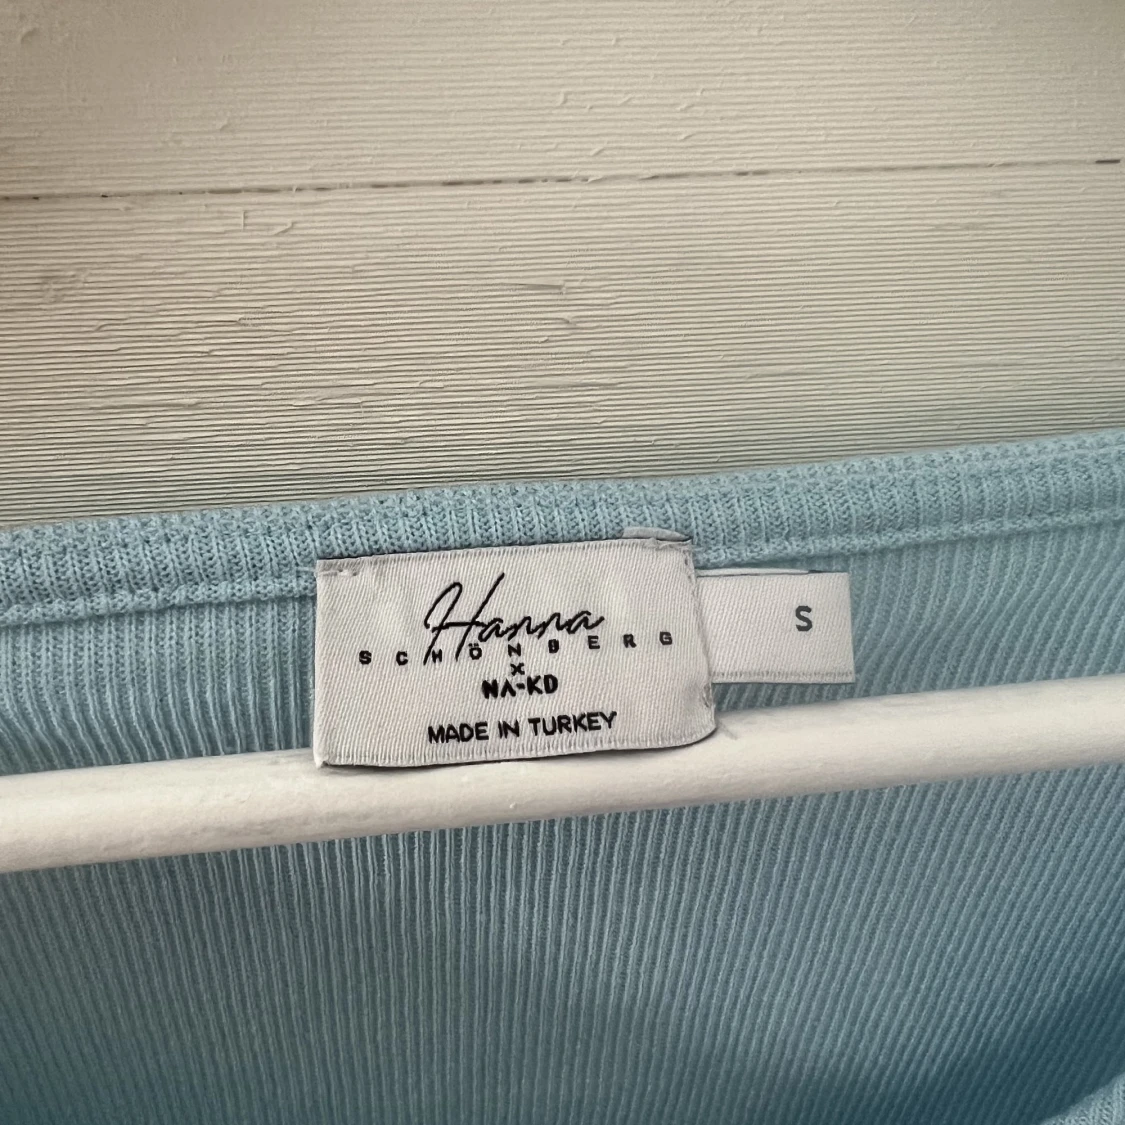 Hanna
SCHÖNBERG
×
NA-KD
MADE IN TURKEY
S